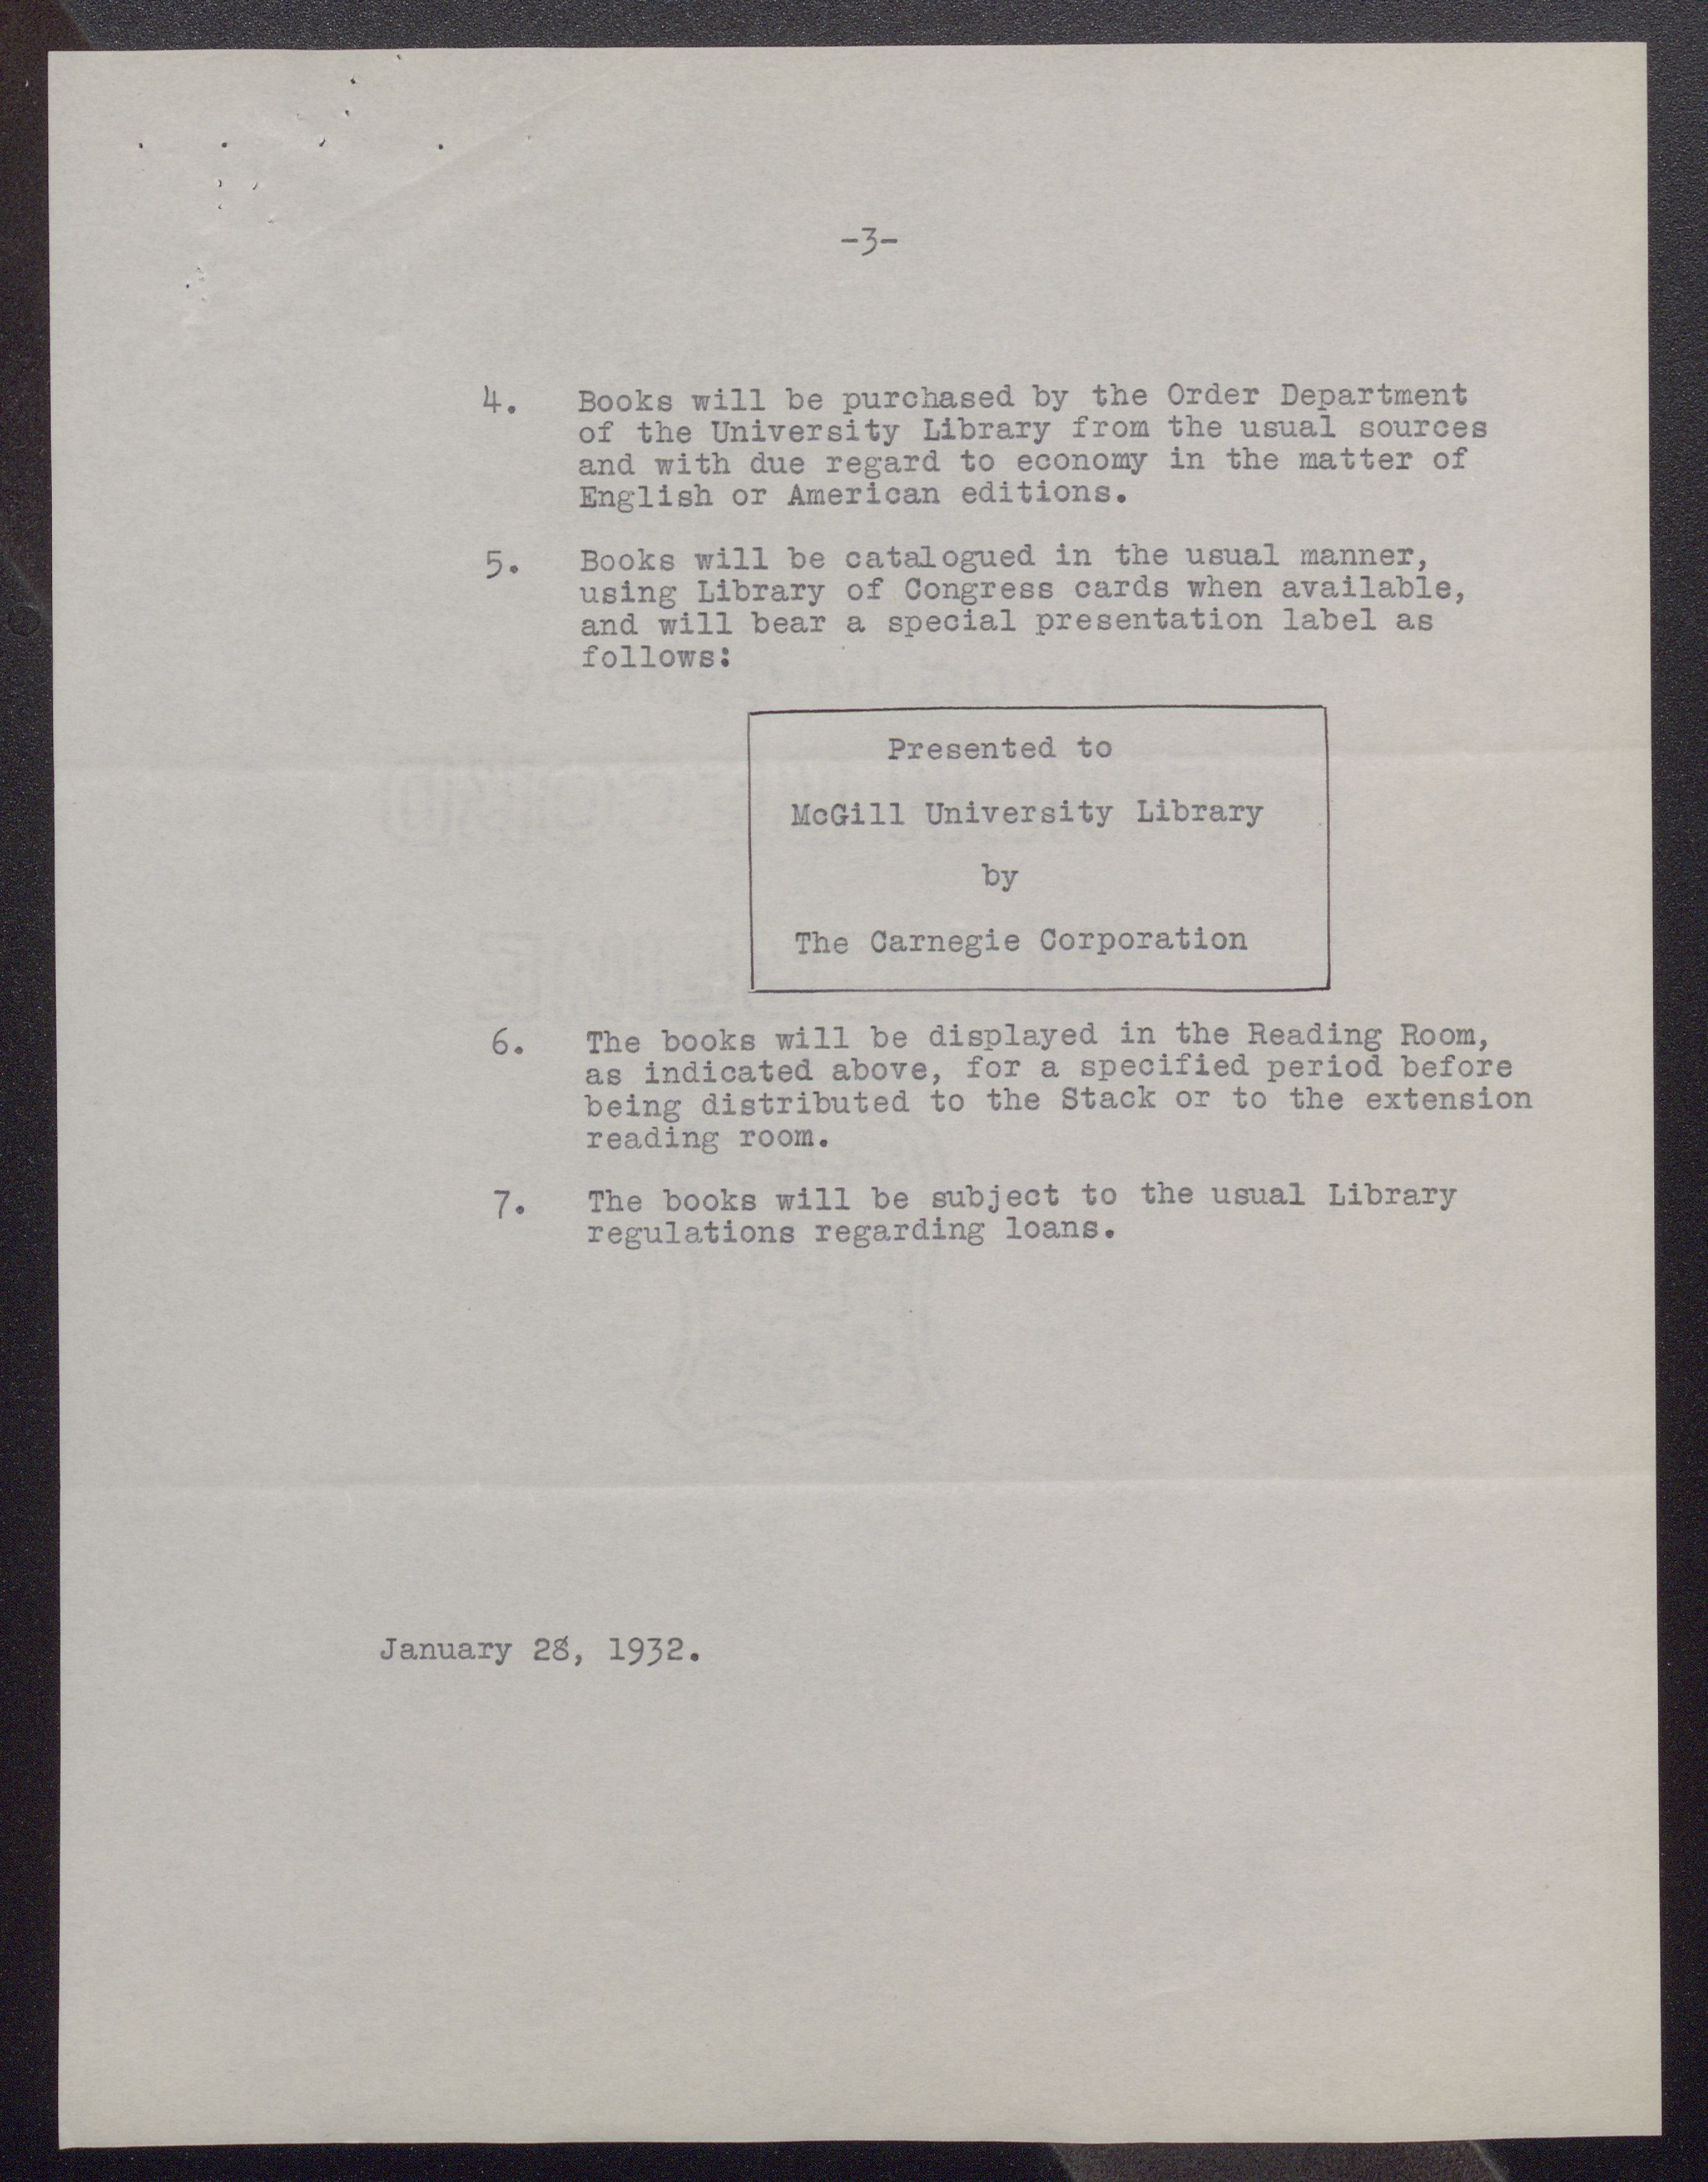 -3-
4. Books will be purchased by the Order Department
of the University Library from the usual sources
and with due regard to economy in the matter of
English or American editions.
5. Books will be catalogued in the usual manner,
using Library of Congress cards when available,
and will bear a special presentation label as
follows:
Presented to
McGill University Library
by
The Carnegie Corporation
6. The books will be displayed in the Reading Room,
as indicated above, for a specified period before
being distributed to the Stack or to the extension
reading room.
7. The books will be subject to the usual Library
regulations regarding loans.
January 28, 1932.